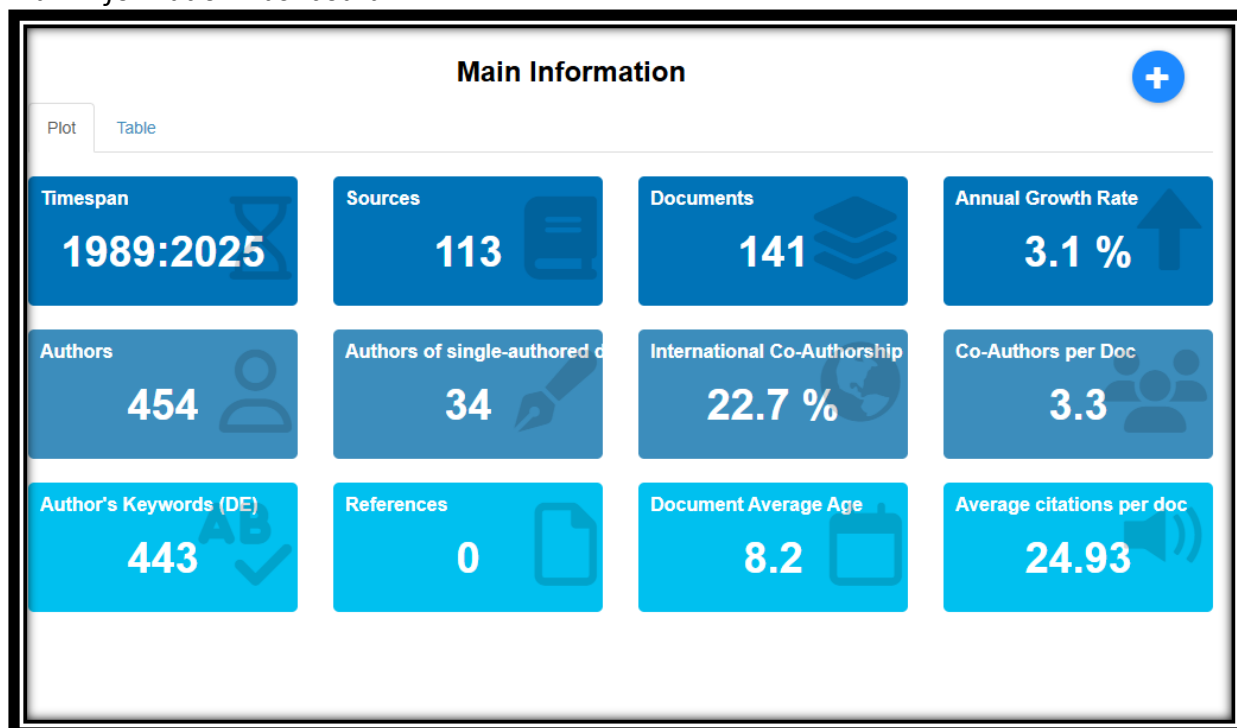 Main Information
Plot Table
Timespan Sources Documents Annual Growth Rate
1989:2025 113 141 3.1 %
Authors Authors of single-authored d International Co-Authorship Co-Authors per Doc
454 34 22.7 % 3.3
Author's Keywords (DE) References Document Average Age Average citations per doc
AB
443 0 8.2 24.93